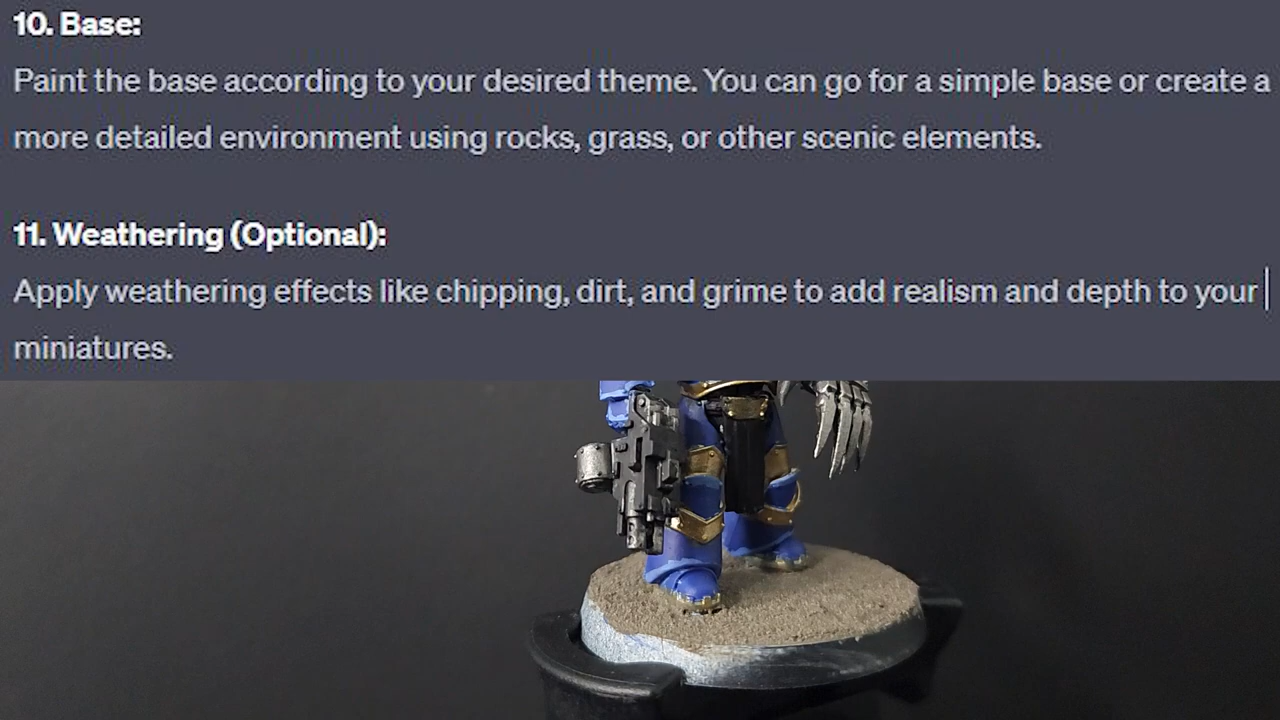 10. Base:
Paint the base according to your desired theme. You can go for a simple base or create a
more detailed environment using rocks, grass, or other scenic elements.
11. Weathering (Optional):
Apply weathering effects like chipping, dirt, and grime to add realism and depth to your
miniatures.